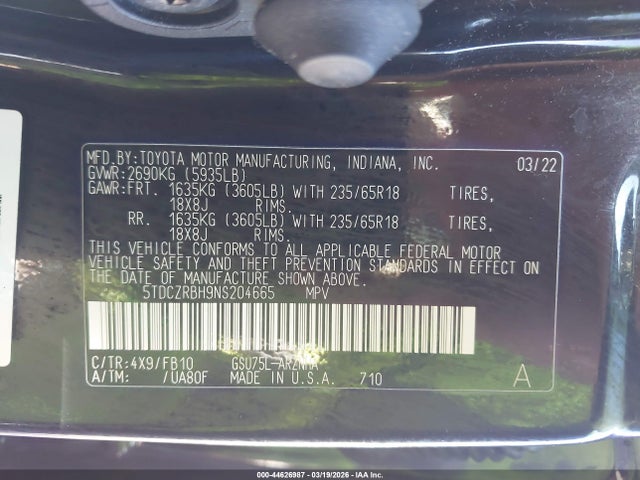 MFD.BY:TOYOTA MOTOR MANUFACTURING, INDIANA, INC. 03/22
GVWR:2690KG (5935LB)
GAWR:FRT. 1635KG (3605LB) WITH 235/65R18 TIRES,
18X8J RIMS.
RR. 1635KG (3605LB) WITH 235/65R18 TIRES,
18X8J RIMS.
THIS VEHICLE CONFORMS TO ALL APPLICABLE FEDERAL MOTOR
VEHICLE SAFETY AND THEFT PREVENTION STANDARDS IN EFFECT ON
THE DATE OF MANUFACTURE SHOWN ABOVE.
5TDCZRBH9NS204665 MPV
C/TR:4X9/FB10 GSU75L-ARZNHA
A/TM: /UA80F MADE IN U.S.A. 710 A
000-44626987 - 03/19/2026 - IAA Inc.